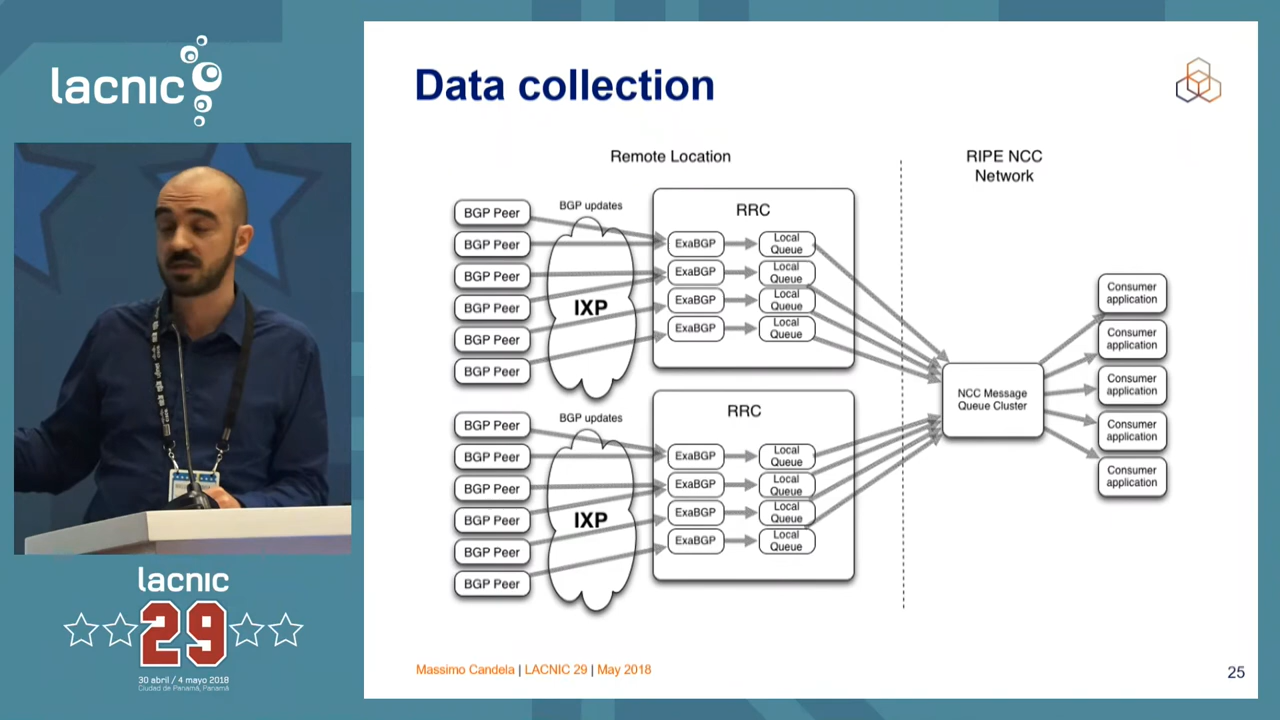 lacnic
lacnic
29
30 abril / 4 mayo 2018
Ciudad de Panamá, Panamá
Data collection
Remote Location
RIPE NCC
Network
BGP Peer
BGP Peer
BGP Peer
BGP Peer
BGP Peer
BGP Peer
BGP updates
IXP
RRC
ExaBGP
Local
Queue
ExaBGP
Local
Queue
ExaBGP
Local
Queue
ExaBGP
Local
Queue
BGP Peer
BGP Peer
BGP Peer
BGP Peer
BGP Peer
BGP Peer
BGP updates
IXP
RRC
ExaBGP
Local
Queue
ExaBGP
Local
Queue
ExaBGP
Local
Queue
ExaBGP
Local
Queue
NCC Message
Queue Cluster
Consumer
application
Consumer
application
Consumer
application
Consumer
application
Consumer
application
Massimo Candela | LACNIC 29 | May 2018
25